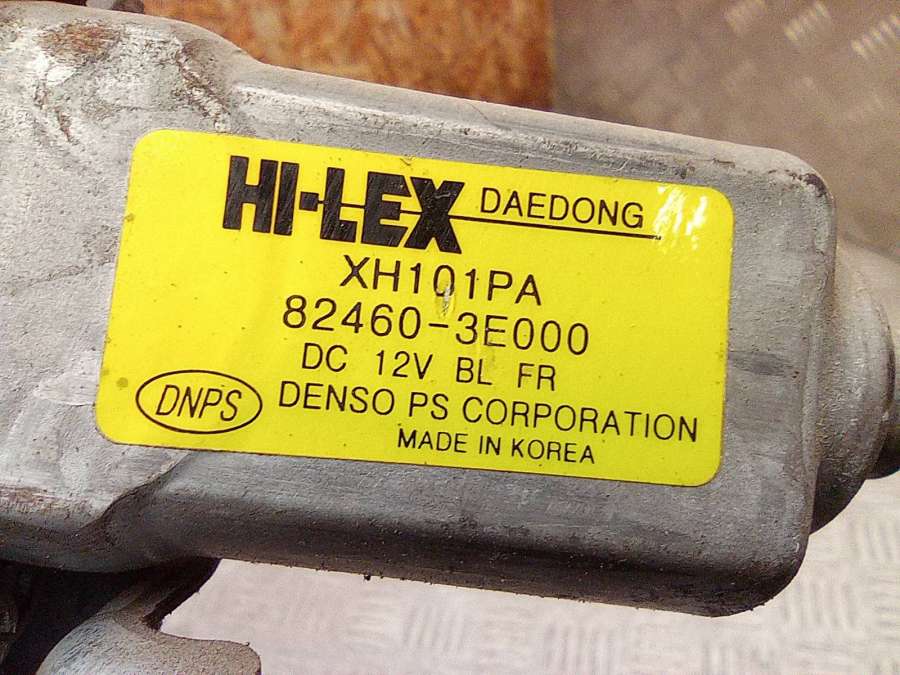 HI-LEX DAEDONG
XH101PA
82460-3E000
DC 12V BL FR
DNPS DENSO PS CORPORATION
MADE IN KOREA